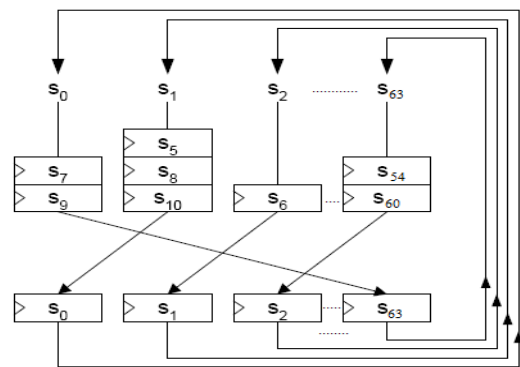 s₀ s₁ s₂ ........... s₆₃
s₅
s₇ s₈ s₅₄
s₉ s₁₀ s₆ .... s₆₀
s₀ s₁ s₂ ...... s₆₃
........